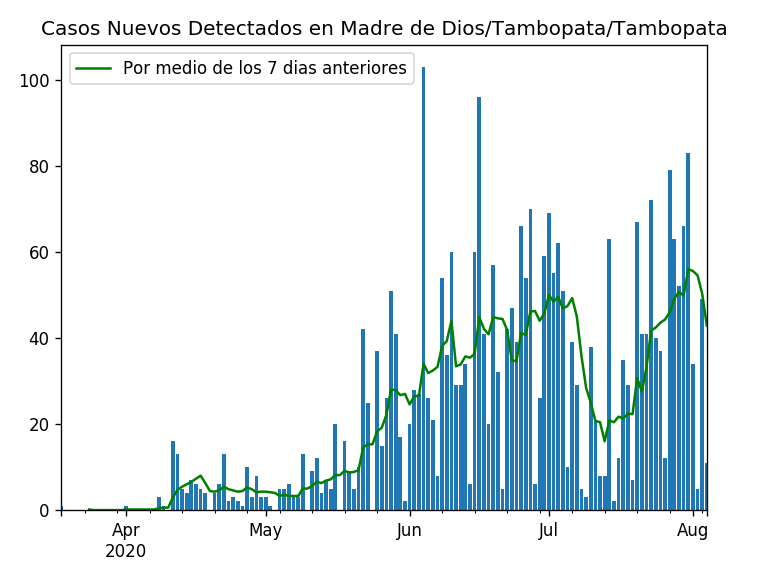 Casos Nuevos Detectados en Madre de Dios/Tambopata/Tambopata
Por medio de los 7 dias anteriores
100
80
60
40
20
0
Apr May Jun Jul Aug
2020